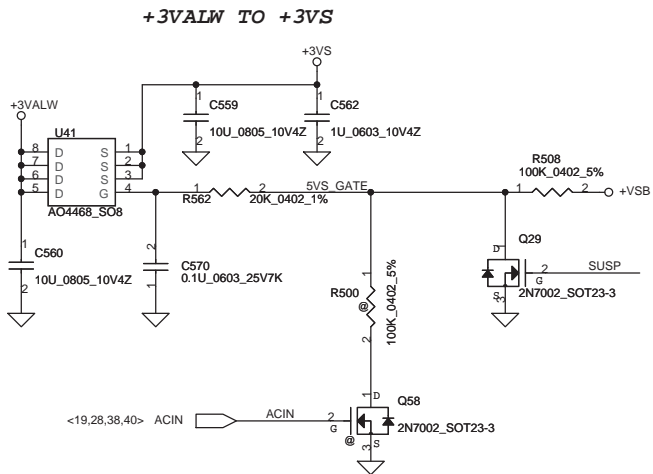 +3VALW TO +3VS
+3VS
+3VALW
U41
8 D S 1
7 D S 2
6 D S 3
5 D G 4
AO4468_SO8
1
C559
2
10U_0805_10V4Z
1
C562
2
1U_0603_10V4Z
1 2
R562 20K_0402_1%
5VS_GATE
R508
100K_0402_5%
1 2
+VSB
1
C560
2
10U_0805_10V4Z
2
C570
1
0.1U_0603_25V7K
1
R500
@
2
100K_0402_5%
Q29
D
1
2
G
S
3
2N7002_SOT23-3
SUSP
<19,28,38,40> ACIN
ACIN
Q58
1 D
2
G
@
3 S
2N7002_SOT23-3